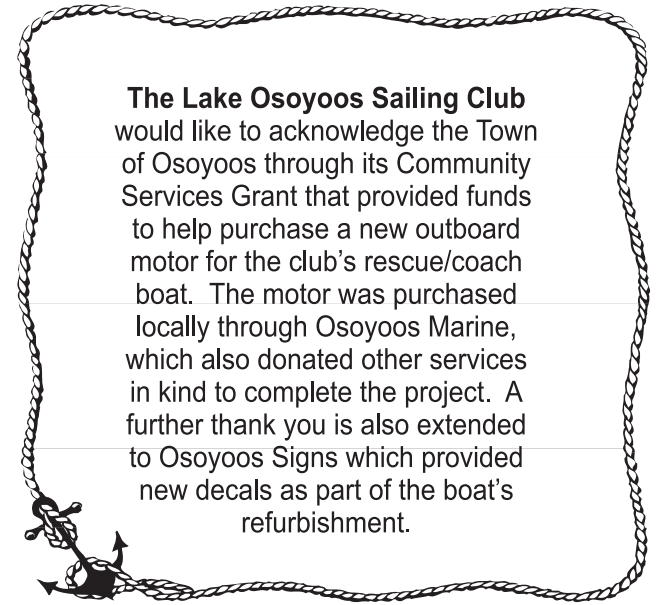 The Lake Osoyoos Sailing Club
would like to acknowledge the Town
of Osoyoos through its Community
Services Grant that provided funds
to help purchase a new outboard
motor for the club's rescue/coach
boat.  The motor was purchased
locally through Osoyoos Marine,
which also donated other services
in kind to complete the project.  A
further thank you is also extended
to Osoyoos Signs which provided
new decals as part of the boat's
refurbishment.